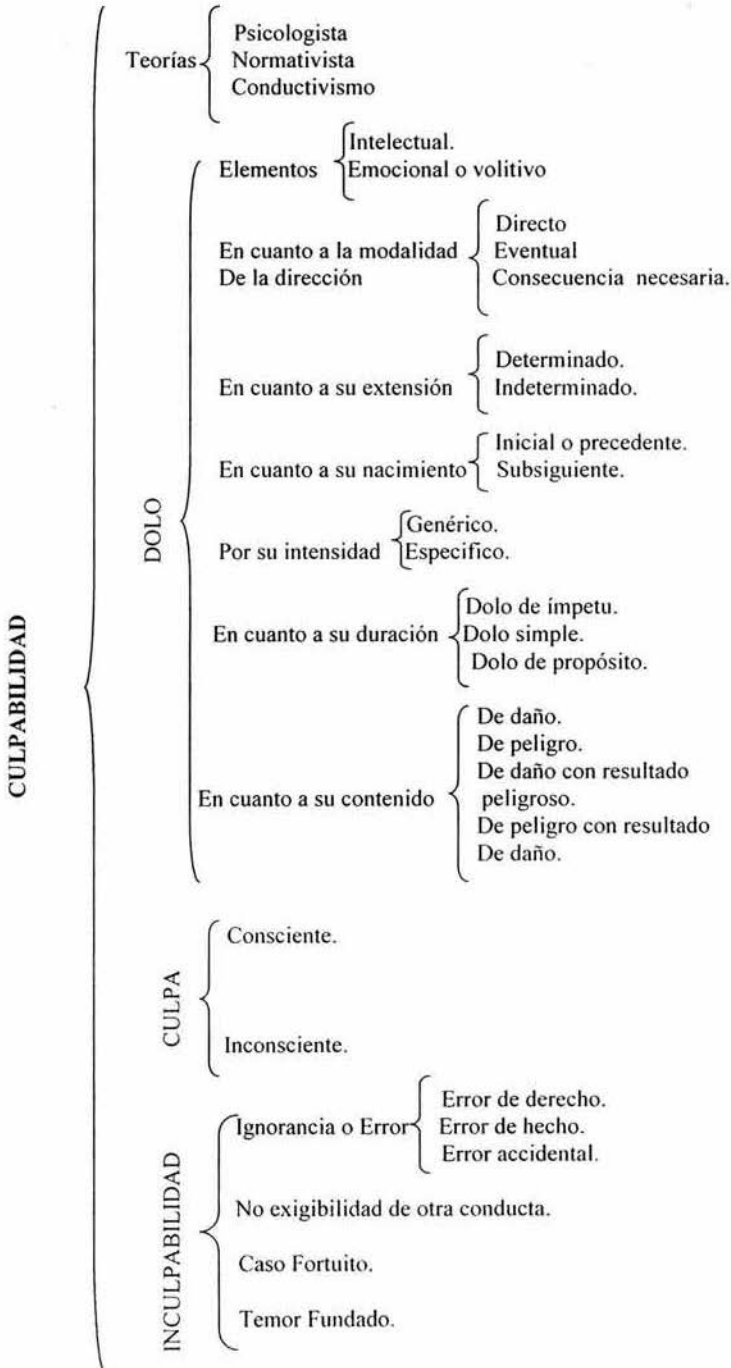 CULPABILIDAD
Teorías
Psicologista
Normativista
Conductivismo
DOLO
Elementos
Intelectual.
Emocional o volitivo
En cuanto a la modalidad
De la dirección
Directo
Eventual
Consecuencia necesaria.
En cuanto a su extensión
Determinado.
Indeterminado.
En cuanto a su nacimiento
Inicial o precedente.
Subsiguiente.
Por su intensidad
Genérico.
Especifico.
En cuanto a su duración
Dolo de ímpetu.
Dolo simple.
Dolo de propósito.
En cuanto a su contenido
De daño.
De peligro.
De daño con resultado
peligroso.
De peligro con resultado
De daño.
CULPA
Consciente.
Inconsciente.
INCULPABILIDAD
Ignorancia o Error
Error de derecho.
Error de hecho.
Error accidental.
No exigibilidad de otra conducta.
Caso Fortuito.
Temor Fundado.